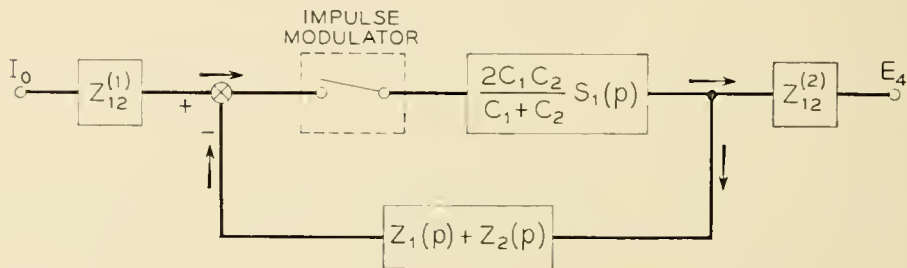 IMPULSE
MODULATOR
I₀
Z₁₂⁽¹⁾
+
−
2C₁C₂
C₁+C₂
S₁(p)
Z₁₂⁽²⁾
E₄
Z₁(p)+Z₂(p)